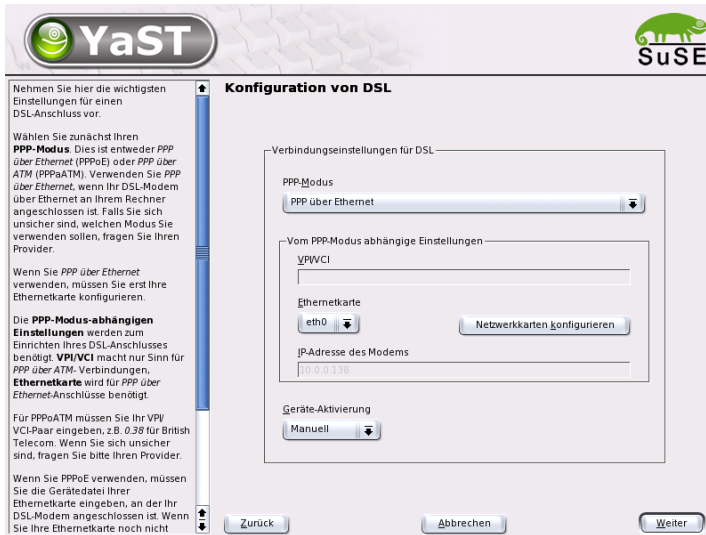 YaST
SuSE
Nehmen Sie hier die wichtigsten
Einstellungen für einen
DSL-Anschluss vor.
Wählen Sie zunächst Ihren
PPP-Modus. Dies ist entweder PPP
über Ethernet (PPPoE) oder PPP über
ATM (PPPaATM). Verwenden Sie PPP
über Ethernet, wenn Ihr DSL-Modem
über Ethernet an Ihrem Rechner
angeschlossen ist. Falls Sie sich
unsicher sind, welchen Modus Sie
verwenden sollen, fragen Sie Ihren
Provider.
Wenn Sie PPP über Ethernet
verwenden, müssen Sie erst Ihre
Ethernetkarte konfigurieren.
Die PPP-Modus-abhängigen
Einstellungen werden zum
Einrichten Ihres DSL-Anschlusses
benötigt. VPI/VCI macht nur Sinn für
PPP über ATM- Verbindungen,
Ethernetkarte wird für PPP über
Ethernet-Anschlüsse benötigt.
Für PPPoATM müssen Sie Ihr VPI/
VCI-Paar eingeben, z.B. 0.38 für British
Telecom. Wenn Sie sich unsicher
sind, fragen Sie bitte Ihren Provider.
Wenn Sie PPPoE verwenden, müssen
Sie die Gerätedatei Ihrer
Ethernetkarte eingeben, an der Ihr
DSL-Modem angeschlossen ist. Wenn
Sie Ihre Ethernetkarte noch nicht
Konfiguration von DSL
Verbindungseinstellungen für DSL
PPP-Modus
PPP über Ethernet
Vom PPP-Modus abhängige Einstellungen
VPI/VCI
Ethernetkarte
eth0
Netzwerkkarten konfigurieren
IP-Adresse des Modems
10.0.0.138
Geräte-Aktivierung
Manuell
Zurück
Abbrechen
Weiter